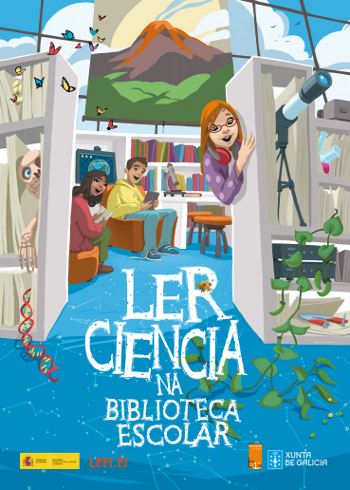 LER
CIENCIA
NA
BIBLIOTECA
ESCOLAR
Leer.es
XUNTA
DE GALICIA